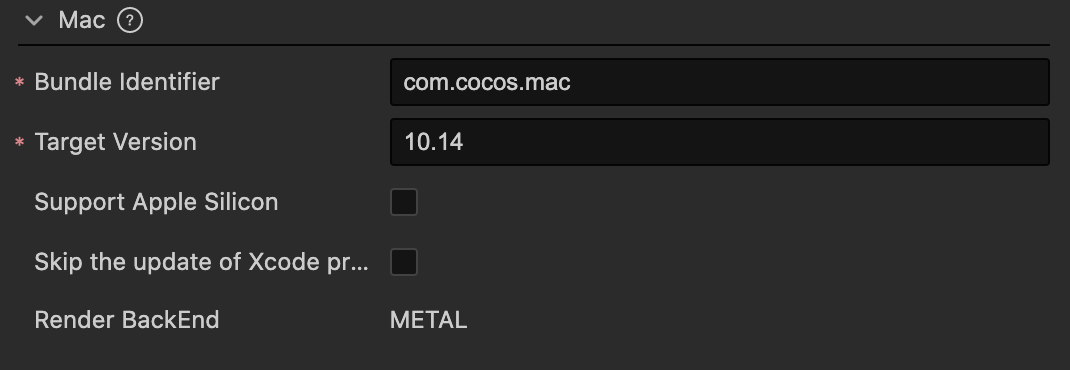 Mac ?
* Bundle Identifier com.cocos.mac
* Target Version 10.14
Support Apple Silicon
Skip the update of Xcode pr...
Render BackEnd METAL